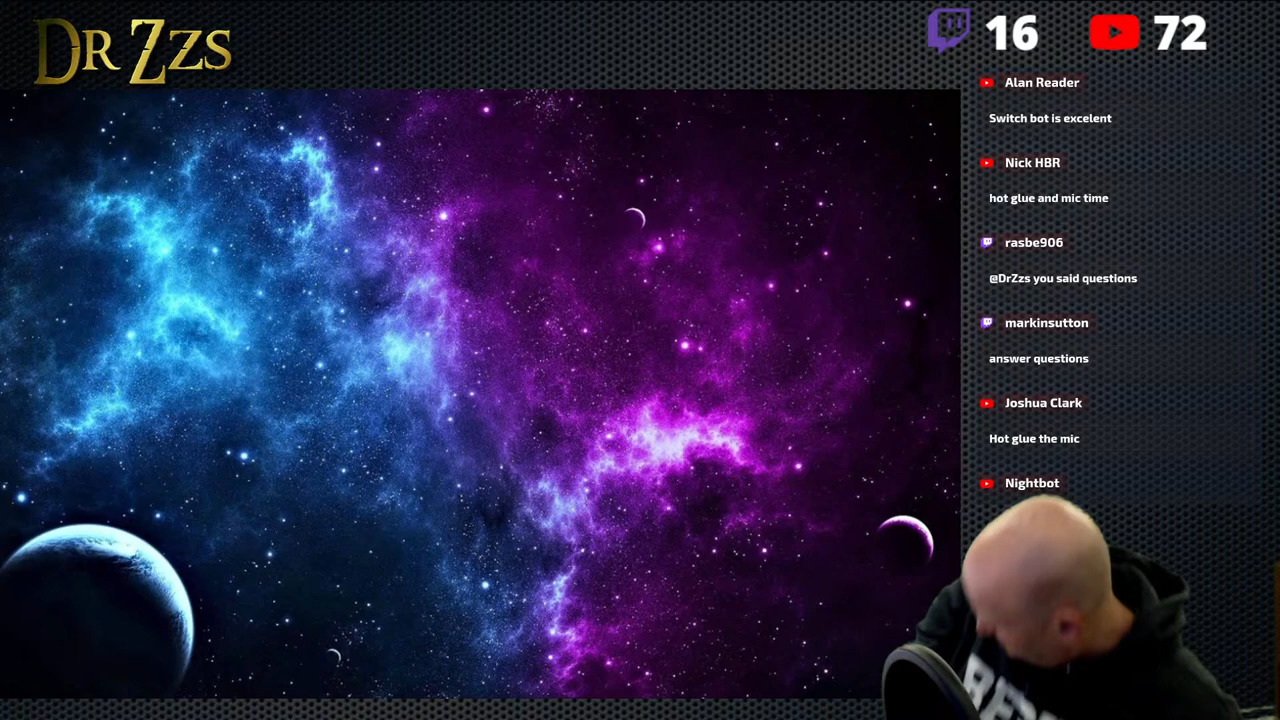 DR ZZS
16
72
Alan Reader
Switch bot is excelent
Nick HBR
hot glue and mic time
rasbe906
@DrZzs you said questions
markinsutton
answer questions
Joshua Clark
Hot glue the mic
Nightbot